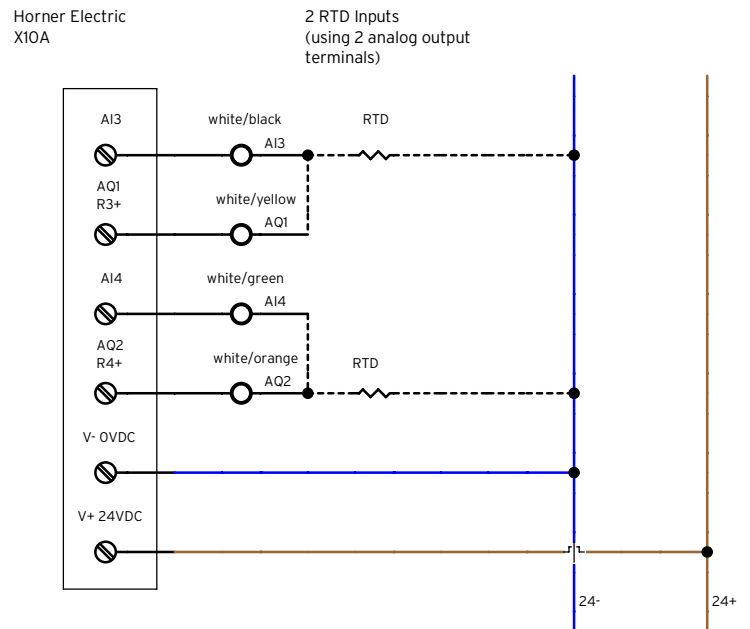 Horner Electric
X10A
2 RTD Inputs
(using 2 analog output
terminals)
AI3
white/black
AI3
RTD
AQ1
R3+
white/yellow
AQ1
AI4
white/green
AI4
AQ2
R4+
white/orange
AQ2
RTD
V- 0VDC
V+ 24VDC
24-
24+